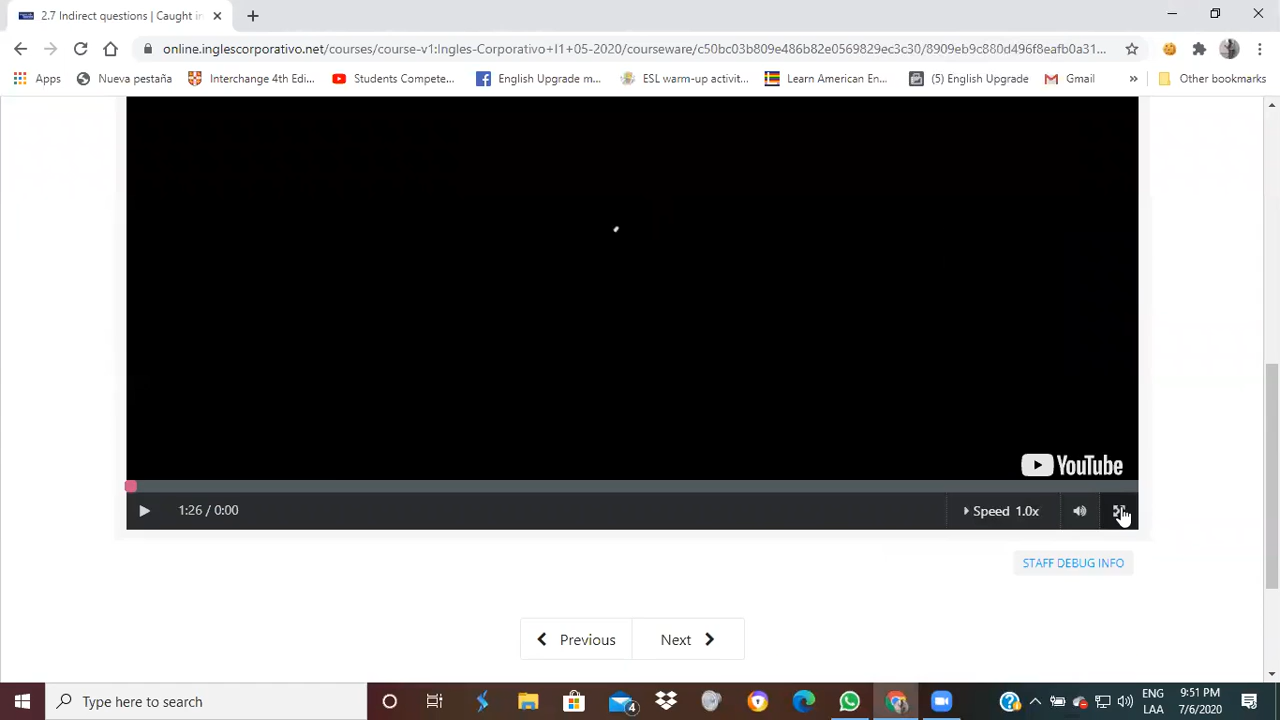 2.7 Indirect questions | Caught in
online.inglescorporativo.net/courses/course-v1:Ingles-Corporativo+I1+05-2020/courseware/c50bc03b809e486b82e0569829ec3c30/8909eb9c880d496f8eafb0a31...
Apps Nueva pestaña Interchange 4th Edi... Students Compete... English Upgrade m... ESL warm-up activit... Learn American En... (5) English Upgrade Gmail » Other bookmarks
YouTube
1:26 / 0:00 Speed 1.0x
STAFF DEBUG INFO
Previous Next
Type here to search
4
ENG 9:51 PM
LAA 7/6/2020